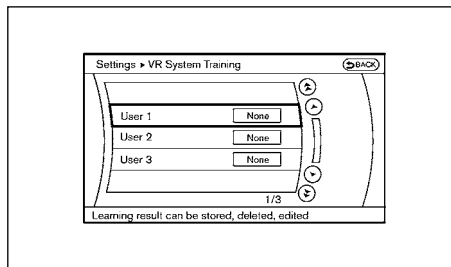 Settings ▸ VR System Training
BACK
User 1 None
User 2 None
User 3 None
1/3
Learning result can be stored, deleted, edited